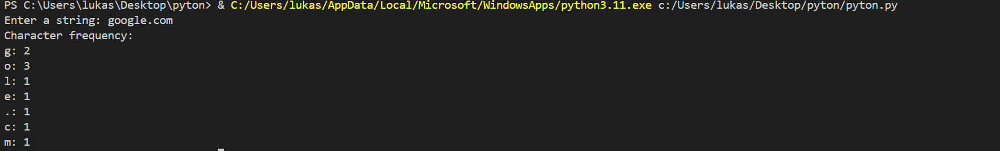 PS C:\Users\lukas\Desktop\pyton> & C:/Users/lukas/AppData/Local/Microsoft/WindowsApps/python3.11.exe c:/Users/lukas/Desktop/pyton/pyton.py
Enter a string: google.com
Character frequency:
g: 2
o: 3
l: 1
e: 1
.: 1
c: 1
m: 1